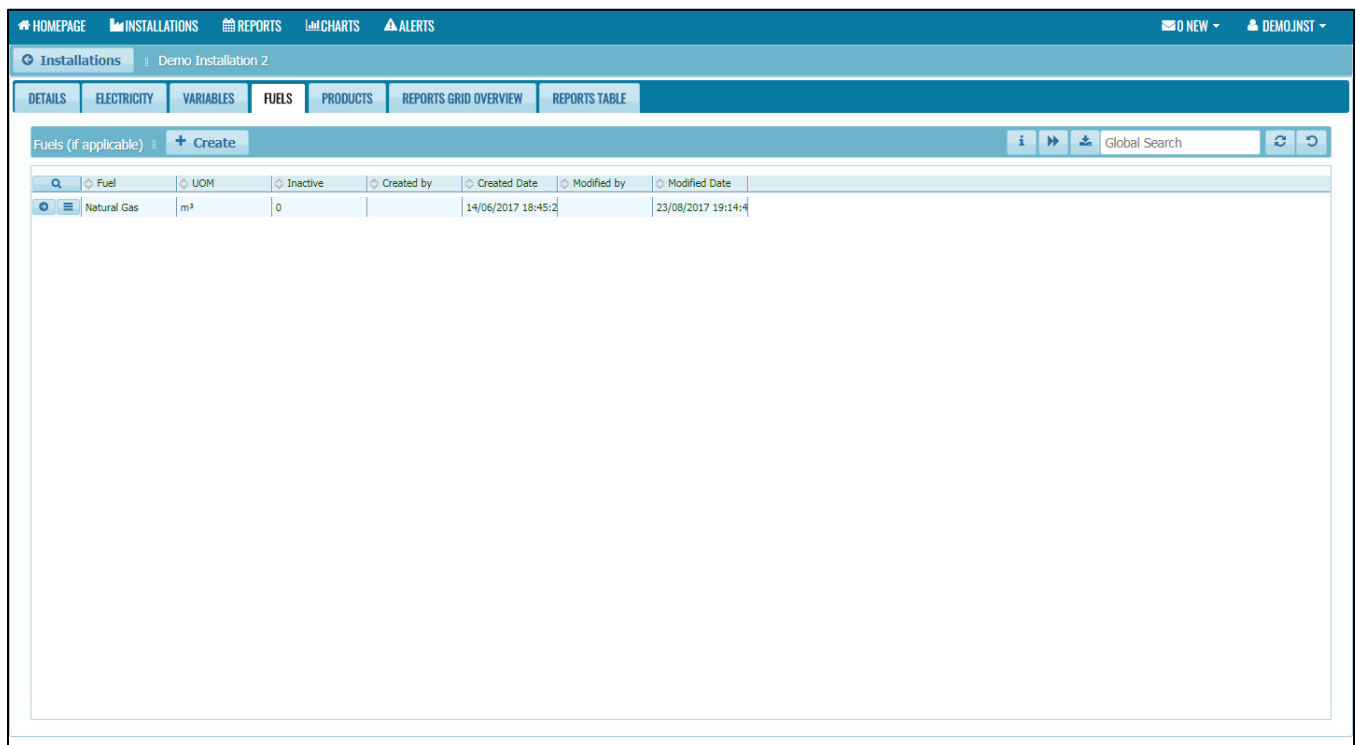 HOMEPAGE INSTALLATIONS REPORTS CHARTS ALERTS 0 NEW DEMO.INST
Installations Demo Installation 2
DETAILS ELECTRICITY VARIABLES FUELS PRODUCTS REPORTS GRID OVERVIEW REPORTS TABLE
Fuels (if applicable) + Create i Global Search
Fuel UOM Inactive Created by Created Date Modified by Modified Date
Natural Gas m³ 0 14/06/2017 18:45:2 23/08/2017 19:14:4